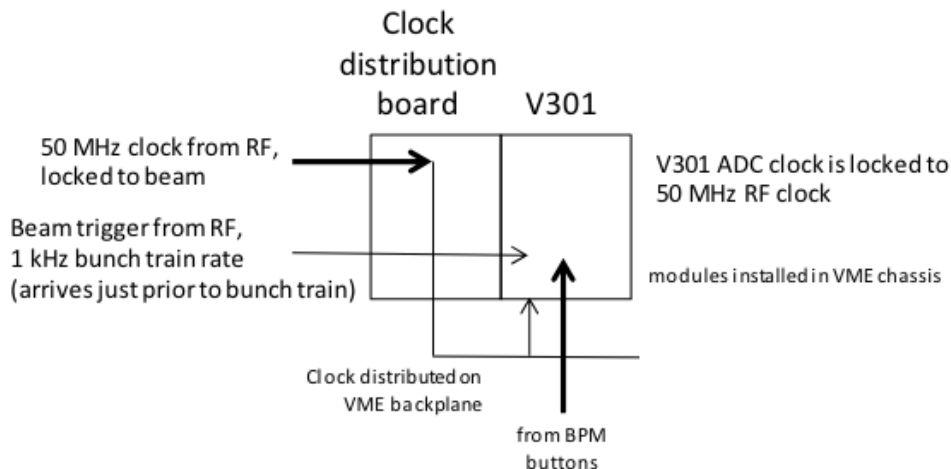 Clock
distribution
board
V301
50 MHz clock from RF,
locked to beam
V301 ADC clock is locked to
50 MHz RF clock
Beam trigger from RF,
1 kHz bunch train rate
(arrives just prior to bunch train)
modules installed in VME chassis
Clock distributed on
VME backplane
from BPM
buttons